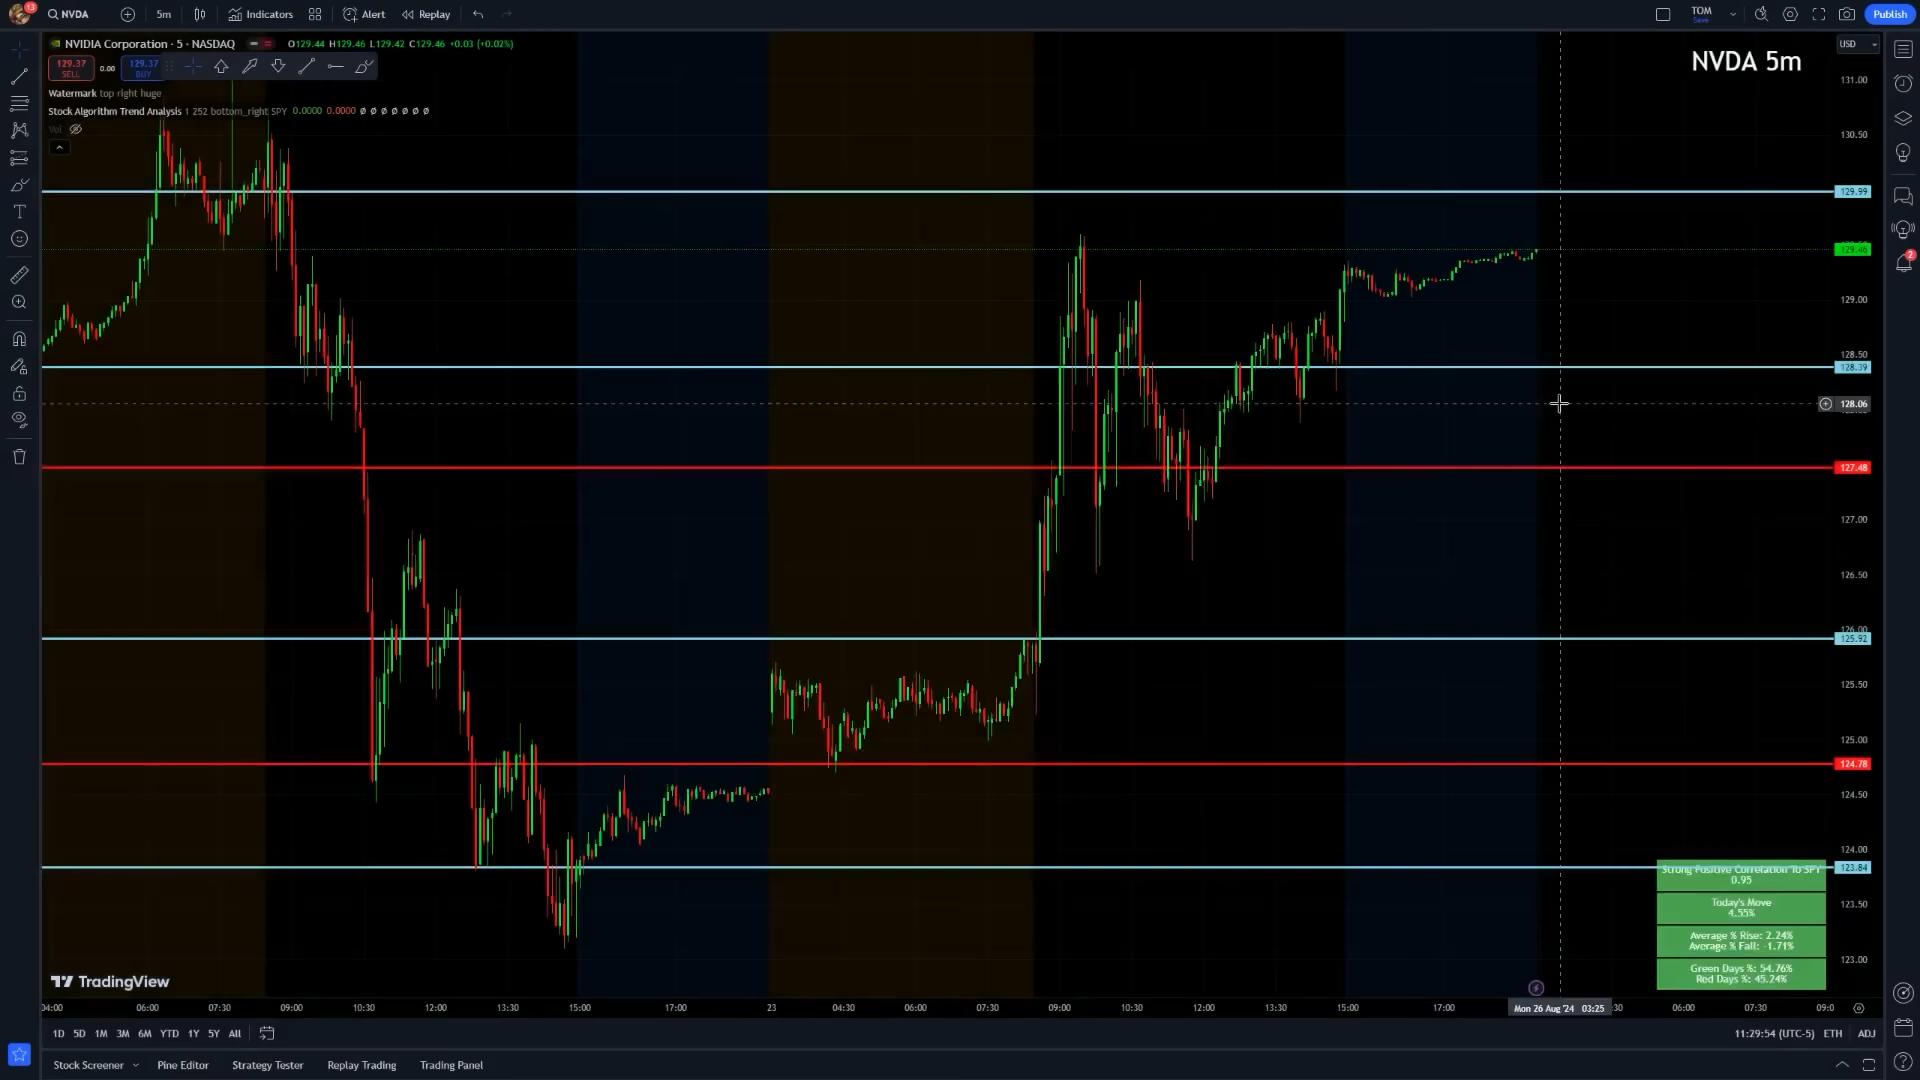 13
NVDA
5m
Indicators
Alert
Replay
TOM
Save
Publish
NVIDIA Corporation · 5 · NASDAQ
O129.44 H129.46 L129.42 C129.46 +0.03 (+0.02%)
USD
NVDA 5m
129.37
SELL
0.00
129.37
BUY
Watermark top right huge
Stock Algorithm Trend Analysis 1 252 bottom_right SPY 0.0000 0.0000 ∅ ∅ ∅ ∅ ∅ ∅ ∅
Vol
131.00
130.50
129.99
129.46
129.00
128.50
128.39
128.06
127.48
127.00
126.50
126.00
125.92
125.50
125.00
124.78
124.50
124.00
123.84
123.50
123.00
2
Strong Positive Correlation To SPY
0.95
Today's Move
4.55%
Average % Rise: 2.24%
Average % Fall: -1.71%
Green Days %: 54.76%
Red Days %: 45.24%
TradingView
04:00 06:00 07:30 09:00 10:30 12:00 13:30 15:00 17:00 23 04:30 06:00 07:30 09:00 10:30 12:00 13:30 15:00 17:00 Mon 26 Aug '24 03:25 :30 06:00 07:30 09:0
1D 5D 1M 3M 6M YTD 1Y 5Y All
11:29:54 (UTC-5) ETH ADJ
Stock Screener Pine Editor Strategy Tester Replay Trading Trading Panel